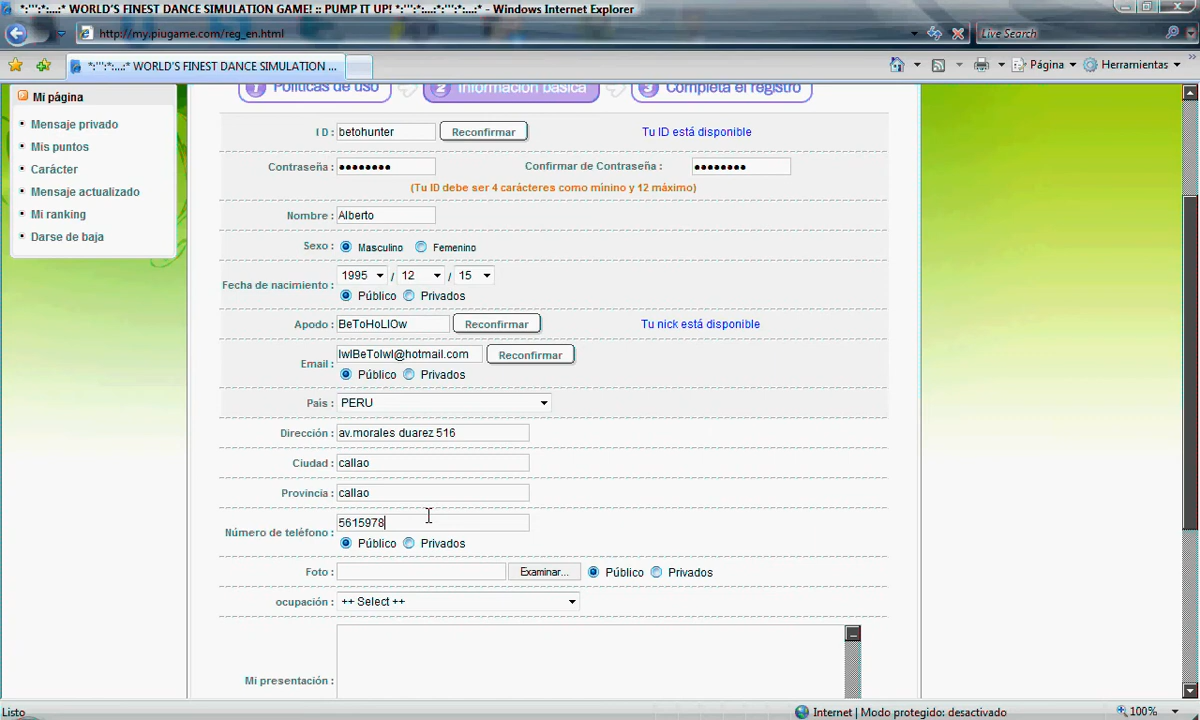 *:''':*:...:* WORLD'S FINEST DANCE SIMULATION GAME! :: PUMP IT UP! *:''':*:...:*:''':*:...:* - Windows Internet Explorer
http://my.piugame.com/reg_en.html
Live Search
*:''':*:...:* WORLD'S FINEST DANCE SIMULATION ...
Página
Herramientas
Mi página
Mensaje privado
Mis puntos
Carácter
Mensaje actualizado
Mi ranking
Darse de baja
1 Políticas de uso
2 Información básica
3 Completa el registro
ID : betohunter Reconfirmar Tu ID está disponible
Contraseña : ●●●●●●●● Confirmar de Contraseña : ●●●●●●●●
(Tu ID debe ser 4 carácteres como mínino y 12 máximo)
Nombre : Alberto
Sexo : Masculino Femenino
Fecha de nacimiento : 1995 / 12 / 15
Público Privados
Apodo : BeToHoLlOw Reconfirmar Tu nick está disponible
Email : lwlBeTolwl@hotmail.com Reconfirmar
Público Privados
Pais : PERU
Dirección : av.morales duarez 516
Ciudad : callao
Provincia : callao
Número de teléfono : 5615978
Público Privados
Foto : Examinar... Público Privados
ocupación : ++ Select ++
Mi presentación :
Listo
Internet | Modo protegido: desactivado
100%